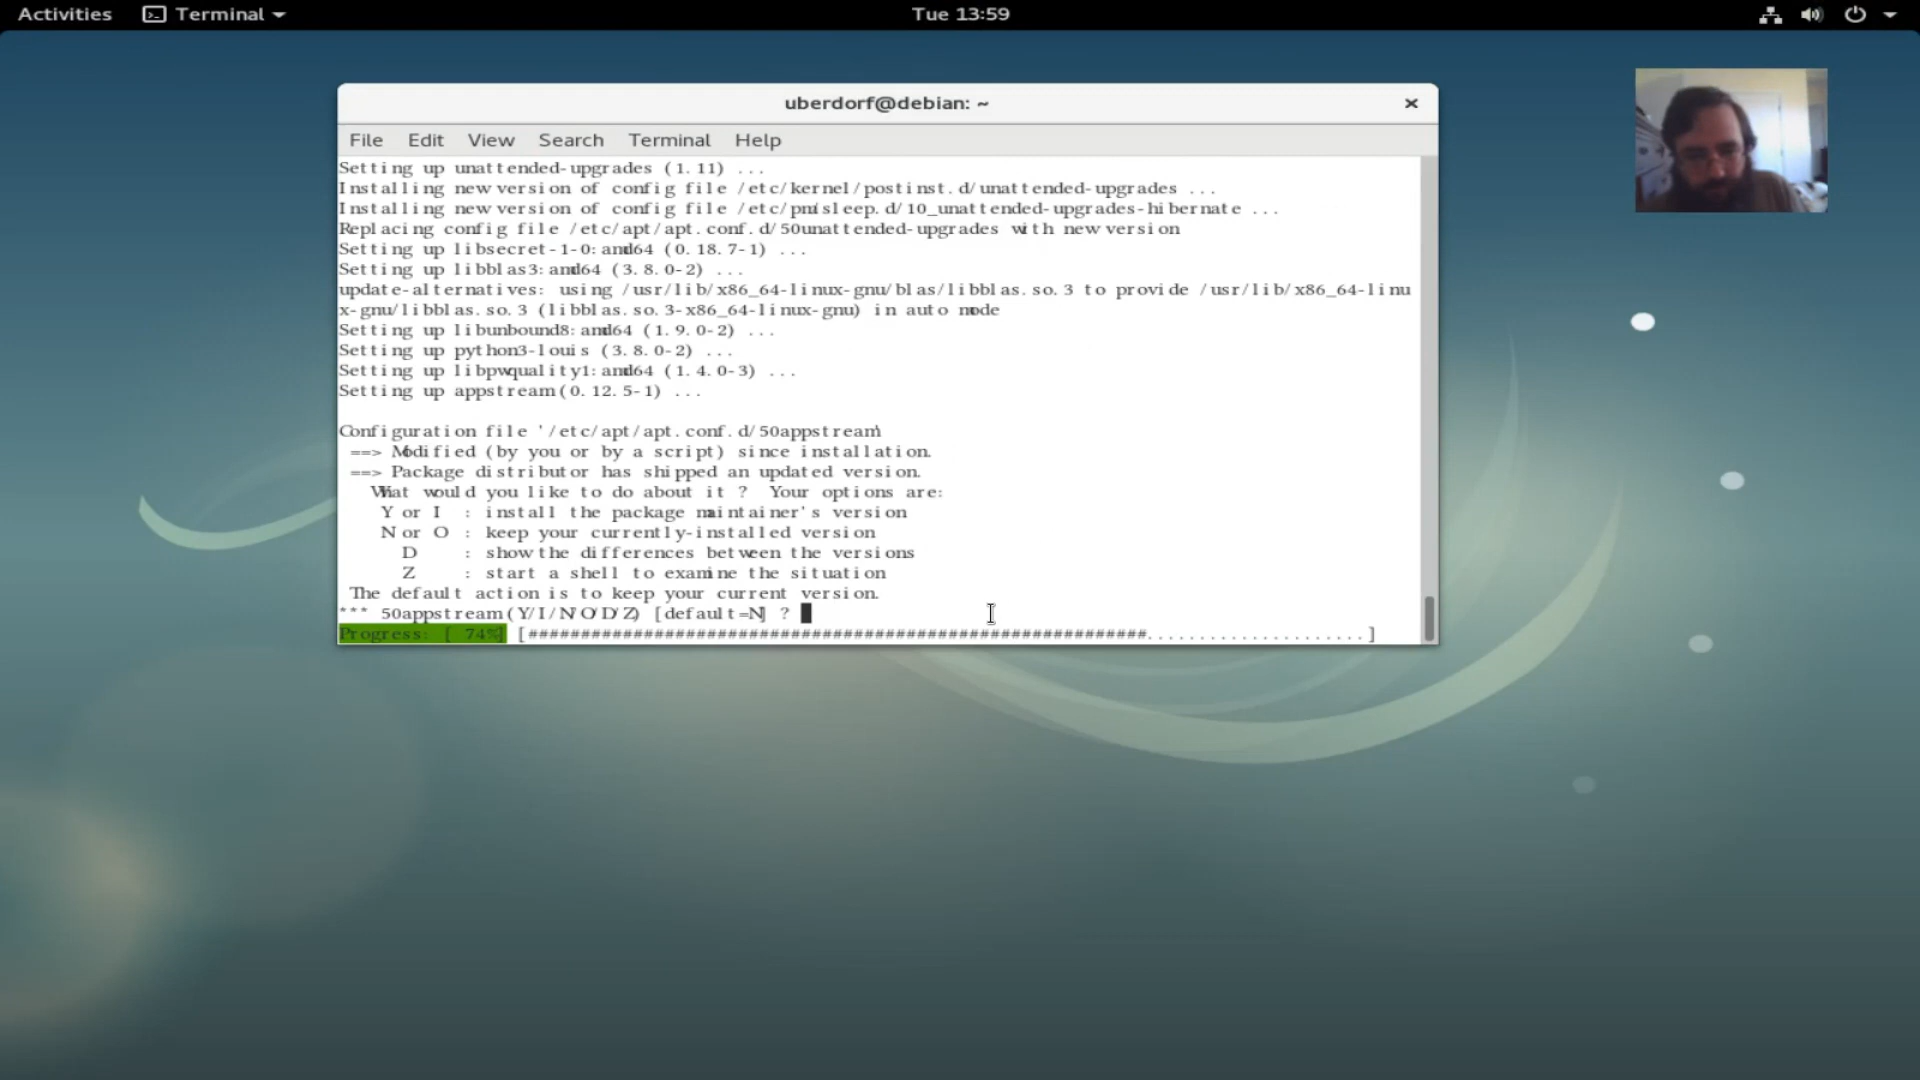 Activities Terminal Tue 13:59
uberdorf@debian: ~
File Edit View Search Terminal Help
Setting up unattended-upgrades (1.11) ...
Installing new version of config file /etc/kernel/postinst.d/unattended-upgrades ...
Installing new version of config file /etc/pm/sleep.d/10_unattended-upgrades-hibernate ...
Replacing config file /etc/apt/apt.conf.d/50unattended-upgrades with new version
Setting up libsecret-1-0:amd64 (0.18.7-1) ...
Setting up libblas3:amd64 (3.8.0-2) ...
update-alternatives: using /usr/lib/x86_64-linux-gnu/blas/libblas.so.3 to provide /usr/lib/x86_64-linu
x-gnu/libblas.so.3 (libblas.so.3-x86_64-linux-gnu) in auto mode
Setting up libunbound8:amd64 (1.9.0-2) ...
Setting up python3-louis (3.8.0-2) ...
Setting up libpwquality1:amd64 (1.4.0-3) ...
Setting up appstream (0.12.5-1) ...
Configuration file '/etc/apt/apt.conf.d/50appstream'
==> Modified (by you or by a script) since installation.
==> Package distributor has shipped an updated version.
What would you like to do about it ? Your options are:
Y or I : install the package maintainer's version
N or O : keep your currently-installed version
D : show the differences between the versions
Z : start a shell to examine the situation
The default action is to keep your current version.
*** 50appstream (Y/I/N/O/D/Z) [default=N] ?
Progress: [ 74%] [###########################################################.....................]